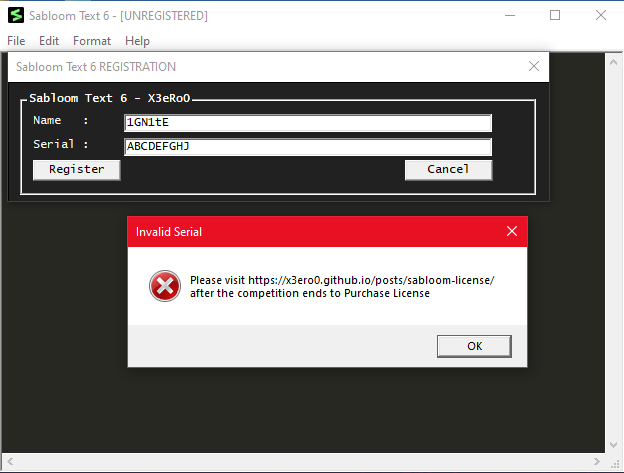 Sabloom Text 6 - [UNREGISTERED]
File Edit Format Help
Sabloom Text 6 REGISTRATION
Sabloom Text 6 - X3eRo0
Name :
1GN1tE
Serial :
ABCDEFGHJ
Register
Cancel
Invalid Serial
Please visit https://x3ero0.github.io/posts/sabloom-license/
after the competition ends to Purchase License
OK